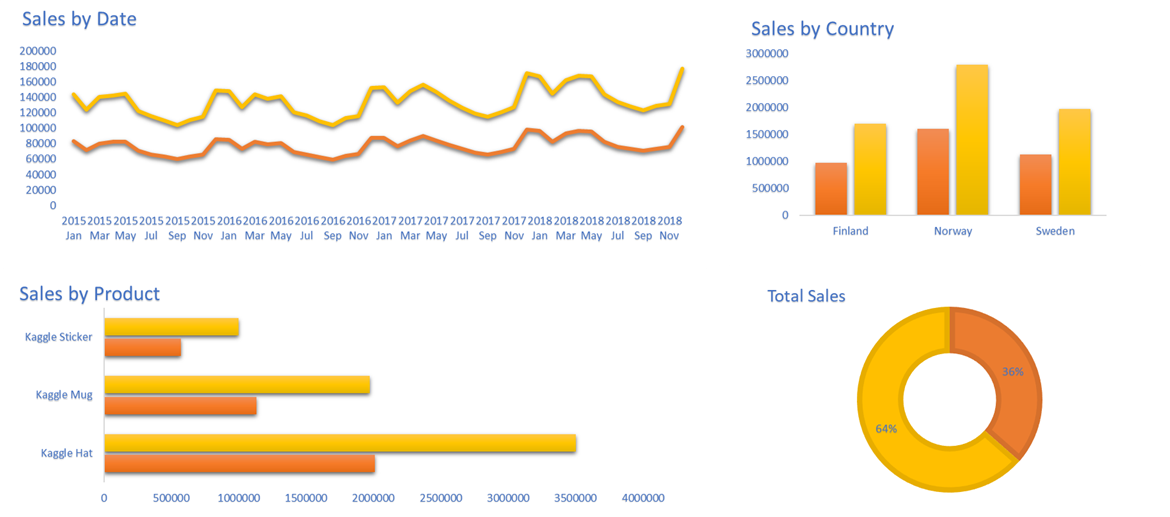 Sales by Date
200000
180000
160000
140000
120000
100000
80000
60000
40000
20000
0
2015 2015 2015 2015 2015 2015 2016 2016 2016 2016 2016 2016 2017 2017 2017 2017 2017 2017 2018 2018 2018 2018 2018 2018
Jan Mar May Jul Sep Nov Jan Mar May Jul Sep Nov Jan Mar May Jul Sep Nov Jan Mar May Jul Sep Nov
Sales by Country
3000000
2500000
2000000
1500000
1000000
500000
0
Finland Norway Sweden
Sales by Product
Kaggle Sticker
Kaggle Mug
Kaggle Hat
0 500000 1000000 1500000 2000000 2500000 3000000 3500000 4000000
Total Sales
36%
64%